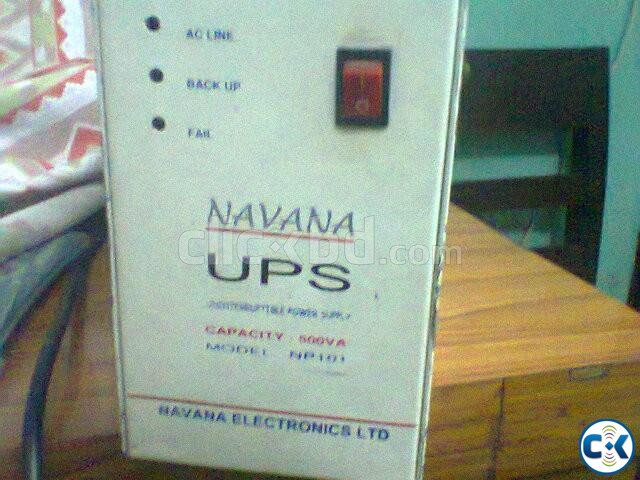 AC LINE
BACK UP
FAIL
NAVANA
clickbd.com
UPS
UNINTERRUPTIBLE POWER SUPPLY
CAPACITY 500VA
MODEL NP101
NAVANA ELECTRONICS LTD
CK